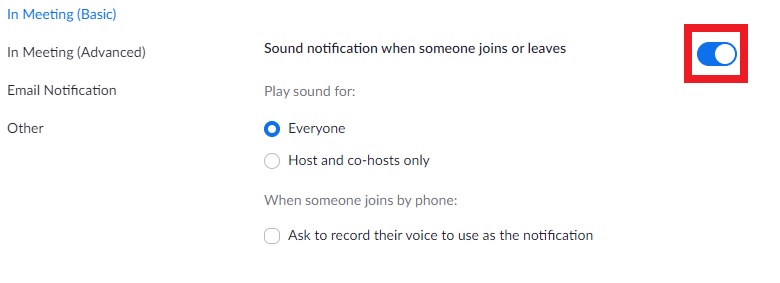 In Meeting (Basic)
In Meeting (Advanced)
Email Notification
Other
Sound notification when someone joins or leaves
Play sound for:
Everyone
Host and co-hosts only
When someone joins by phone:
Ask to record their voice to use as the notification